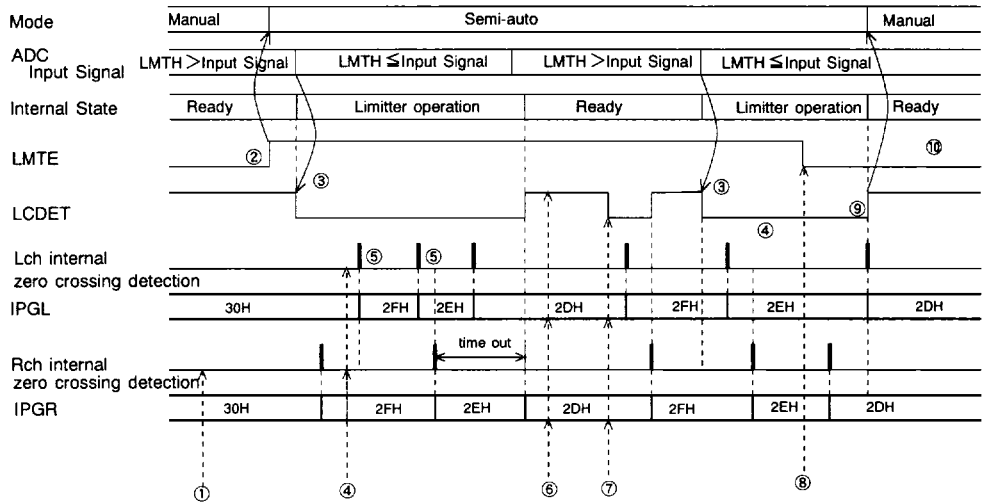 Mode Manual Semi-auto Manual
ADC
Input Signal LMTH>Input Signal LMTH≦Input Signal LMTH>Input Signal LMTH≦Input Signal
Internal State Ready Limitter operation Ready Limitter operation Ready
LMTE ② ⑩
③ ③
LCDET ④ ⑨
Lch internal ⑤ ⑤
zero crossing detection
IPGL 30H 2FH 2EH 2DH 2FH 2EH 2DH
time out
Rch internal
zero crossing detection
IPGR 30H 2FH 2EH 2DH 2FH 2EH 2DH
① ④ ⑥ ⑦ ⑧